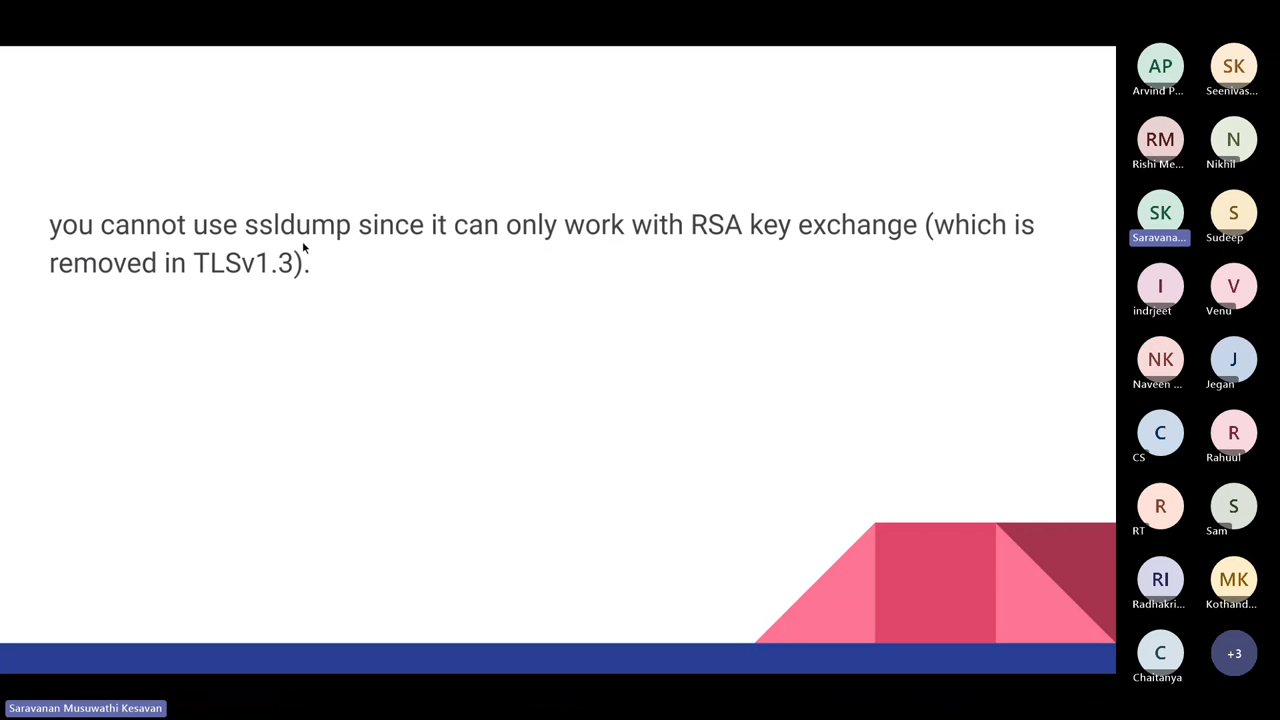 you cannot use ssldump since it can only work with RSA key exchange (which is
removed in TLSv1.3).
AP
SK
Arvind P...
Seenivas...
RM
N
Rishi Me...
Nikhil
SK
S
Saravana...
Sudeep
I
V
indrjeet
Venu
NK
J
Naveen ...
Jegan
C
R
CS
Rahuul
R
S
RT
Sam
RI
MK
Radhakri...
Kothand...
C
+3
Chaitanya
Saravanan Musuwathi Kesavan